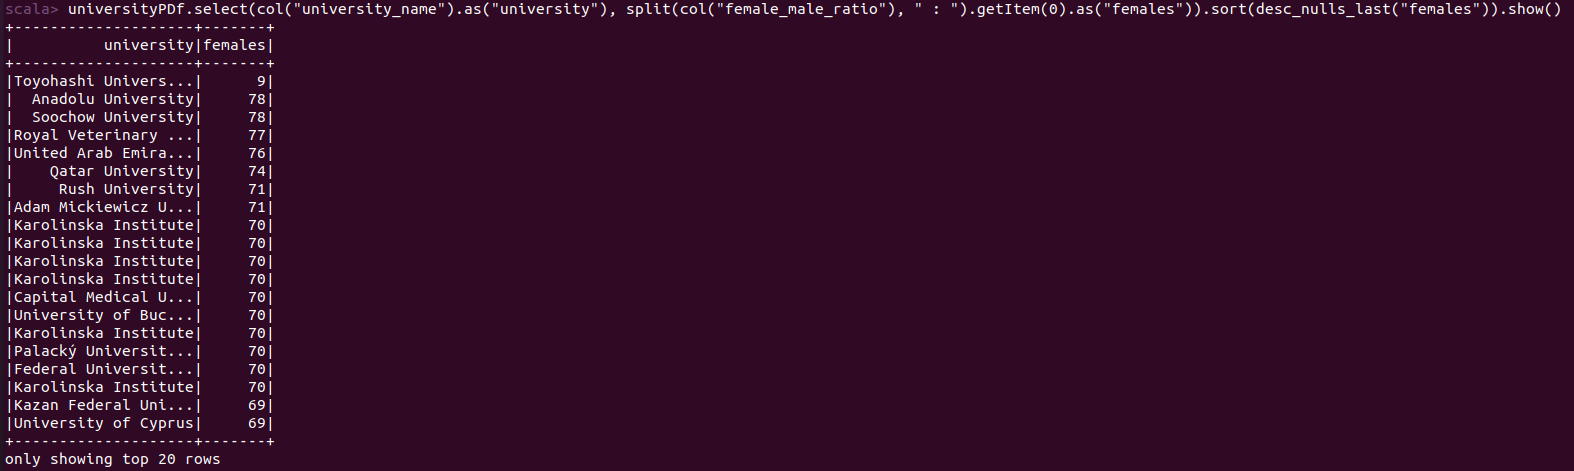 scala> universityPDf.select(col("university_name").as("university"), split(col("female_male_ratio"), " : ").getItem(0).as("females")).sort(desc_nulls_last("females")).show()
+--------------------+-------+
|          university|females|
+--------------------+-------+
|Toyohashi Univers...|      9|
|  Anadolu University|     78|
|  Soochow University|     78|
|Royal Veterinary ...|     77|
|United Arab Emira...|     76|
|    Qatar University|     74|
|     Rush University|     71|
|Adam Mickiewicz U...|     71|
|Karolinska Institute|     70|
|Karolinska Institute|     70|
|Karolinska Institute|     70|
|Karolinska Institute|     70|
|Capital Medical U...|     70|
|University of Buc...|     70|
|Karolinska Institute|     70|
|Palacký Universit...|     70|
|Federal Universit...|     70|
|Karolinska Institute|     70|
|Kazan Federal Uni...|     69|
|University of Cyprus|     69|
+--------------------+-------+
only showing top 20 rows